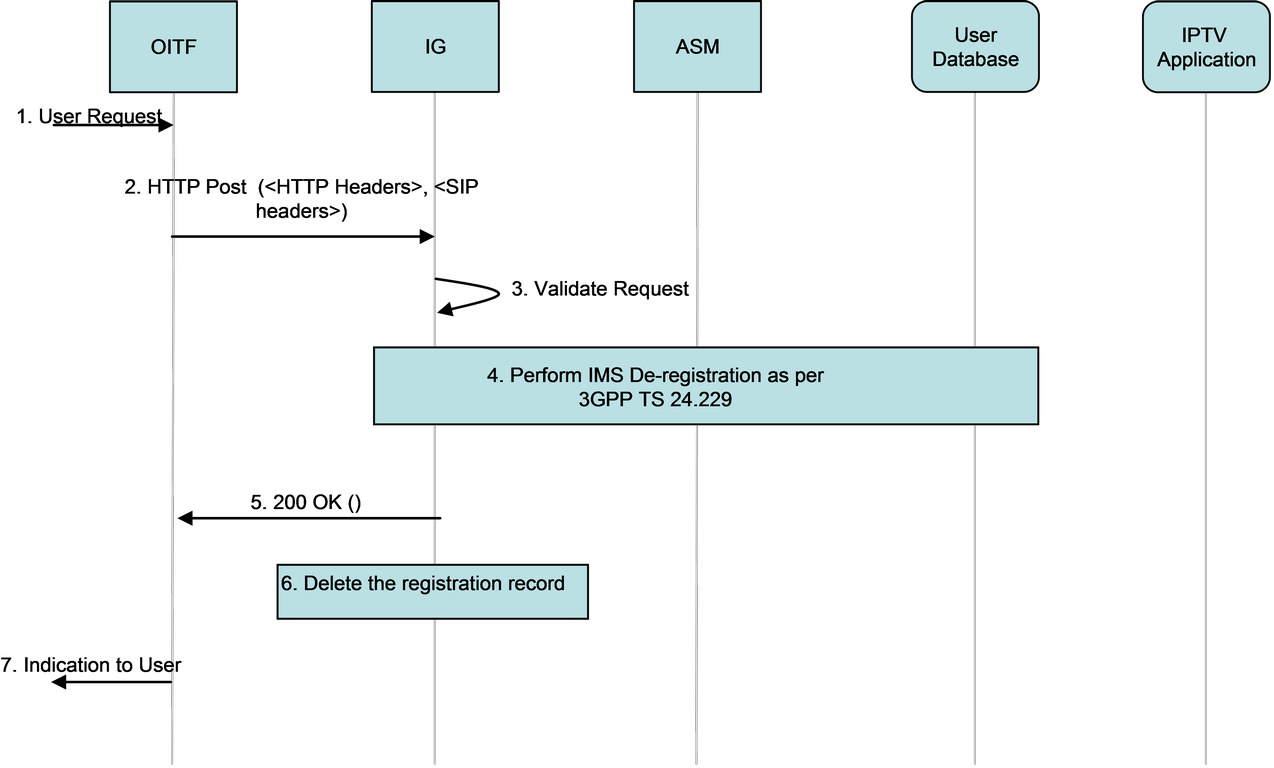 OITF
IG
ASM
User
Database
IPTV
Application
1. User Request
2. HTTP Post  (<HTTP Headers>, <SIP
headers>)
3. Validate Request
4. Perform IMS De-registration as per
3GPP TS 24.229
5. 200 OK ()
6. Delete the registration record
7. Indication to User